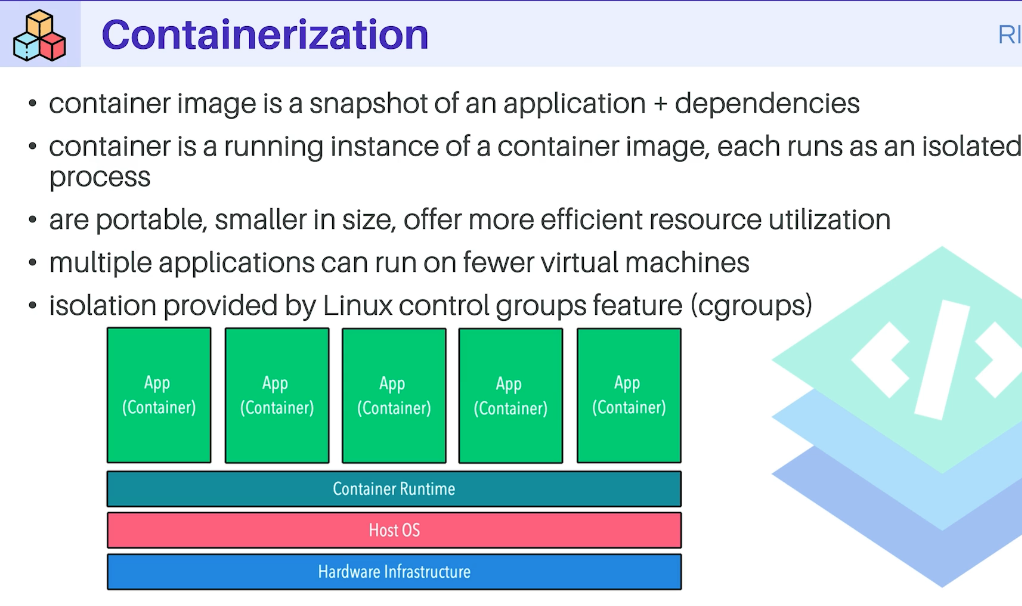 Containerization
RI
• container image is a snapshot of an application + dependencies
• container is a running instance of a container image, each runs as an isolated
process
• are portable, smaller in size, offer more efficient resource utilization
• multiple applications can run on fewer virtual machines
• isolation provided by Linux control groups feature (cgroups)
App
(Container)
App
(Container)
App
(Container)
App
(Container)
App
(Container)
Container Runtime
Host OS
Hardware Infrastructure